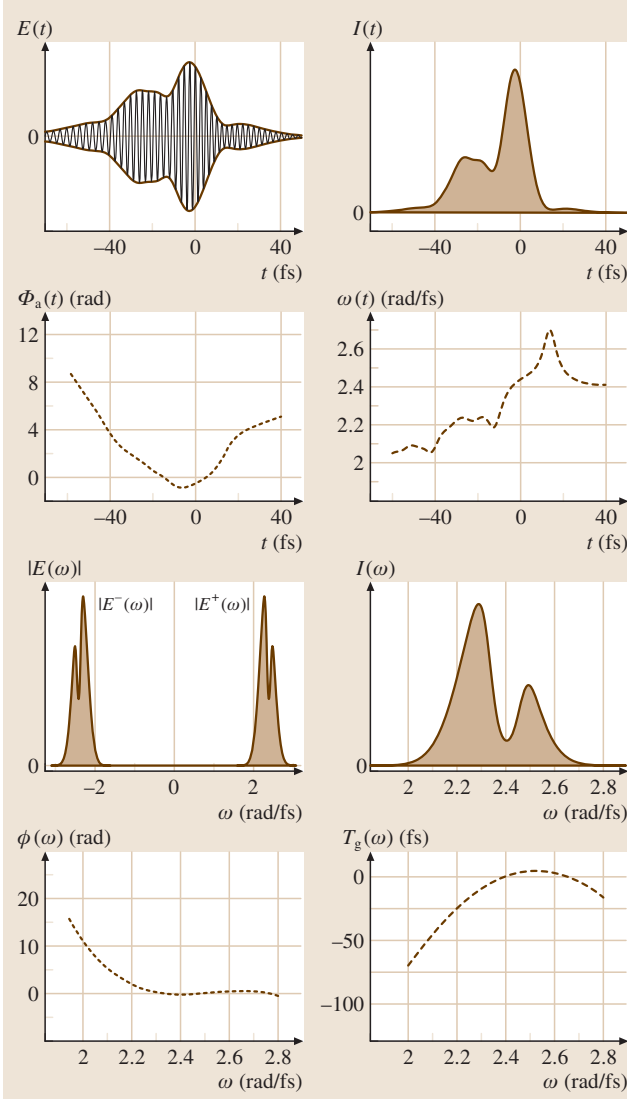 E(t)
I(t)
0
0
−40
0
40
−40
0
40
t (fs)
t (fs)
Φa(t) (rad)
ω(t) (rad/fs)
12
8
4
0
2.6
2.4
2.2
2
−40
0
40
−40
0
40
t (fs)
t (fs)
|E(ω)|
I(ω)
|E−(ω)|
|E+(ω)|
0
0
−2
0
2
2
2.2
2.4
2.6
2.8
ω (rad/fs)
ω (rad/fs)
ϕ(ω) (rad)
Tg(ω) (fs)
20
10
0
0
−50
−100
2
2.2
2.4
2.6
2.8
2
2.2
2.4
2.6
2.8
ω (rad/fs)
ω (rad/fs)